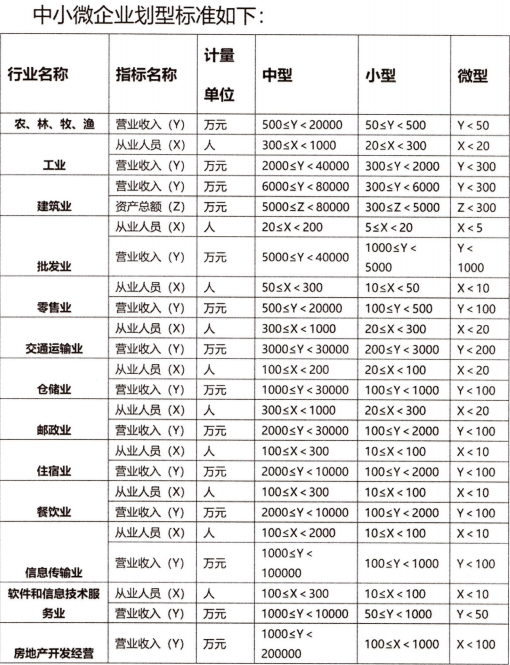 中小微企业划型标准如下：
行业名称 指标名称 计量单位 中型 小型 微型
农、林、牧、渔 营业收入（Y） 万元 500≤Y＜20000 50≤Y＜500 Y＜50
工业 从业人员（X） 人 300≤X＜1000 20≤X＜300 X＜20
营业收入（Y） 万元 2000≤Y＜40000 300≤Y＜2000 Y＜300
建筑业 营业收入（Y） 万元 6000≤Y＜80000 300≤Y＜6000 Y＜300
资产总额（Z） 万元 5000≤Z＜80000 300≤Z＜5000 Z＜300
批发业 从业人员（X） 人 20≤X＜200 5≤X＜20 X＜5
营业收入（Y） 万元 5000≤Y＜40000 1000≤Y＜5000 Y＜1000
零售业 从业人员（X） 人 50≤X＜300 10≤X＜50 X＜10
营业收入（Y） 万元 500≤Y＜20000 100≤Y＜500 Y＜100
交通运输业 从业人员（X） 人 300≤X＜1000 20≤X＜300 X＜20
营业收入（Y） 万元 3000≤Y＜30000 200≤Y＜3000 Y＜200
仓储业 从业人员（X） 人 100≤X＜200 20≤X＜100 X＜20
营业收入（Y） 万元 1000≤Y＜30000 100≤Y＜1000 Y＜100
邮政业 从业人员（X） 人 300≤X＜1000 20≤X＜300 X＜20
营业收入（Y） 万元 2000≤Y＜30000 100≤Y＜2000 Y＜100
住宿业 从业人员（X） 人 100≤X＜300 10≤X＜100 X＜10
营业收入（Y） 万元 2000≤Y＜10000 100≤Y＜2000 Y＜100
餐饮业 从业人员（X） 人 100≤X＜300 10≤X＜100 X＜10
营业收入（Y） 万元 2000≤Y＜10000 100≤Y＜2000 Y＜100
信息传输业 从业人员（X） 人 100≤X＜2000 10≤X＜100 X＜10
营业收入（Y） 万元 1000≤Y＜100000 100≤Y＜1000 Y＜100
软件和信息技术服务业 从业人员（X） 人 100≤X＜300 10≤X＜100 X＜10
营业收入（Y） 万元 1000≤Y＜10000 50≤Y＜1000 Y＜50
房地产开发经营 营业收入（Y） 万元 1000≤Y＜200000 100≤X＜1000 X＜100